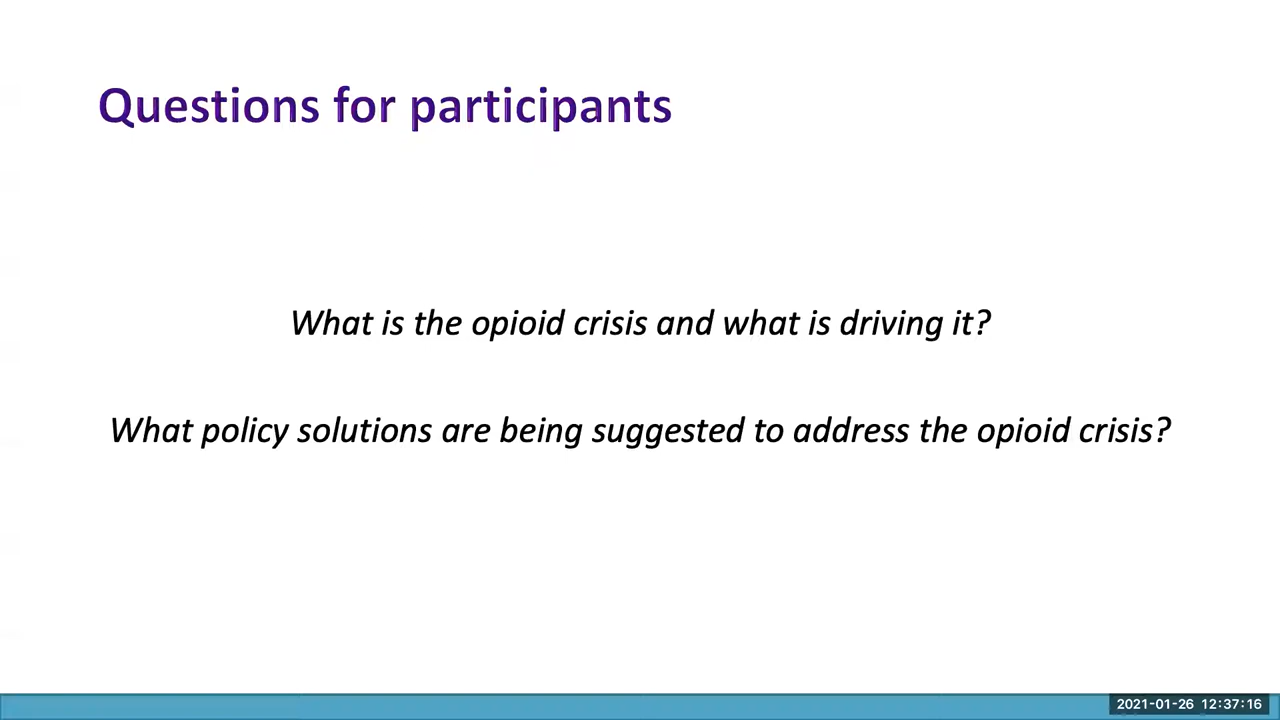 Questions for participants
What is the opioid crisis and what is driving it?
What policy solutions are being suggested to address the opioid crisis?
2021-01-26 12:37:16